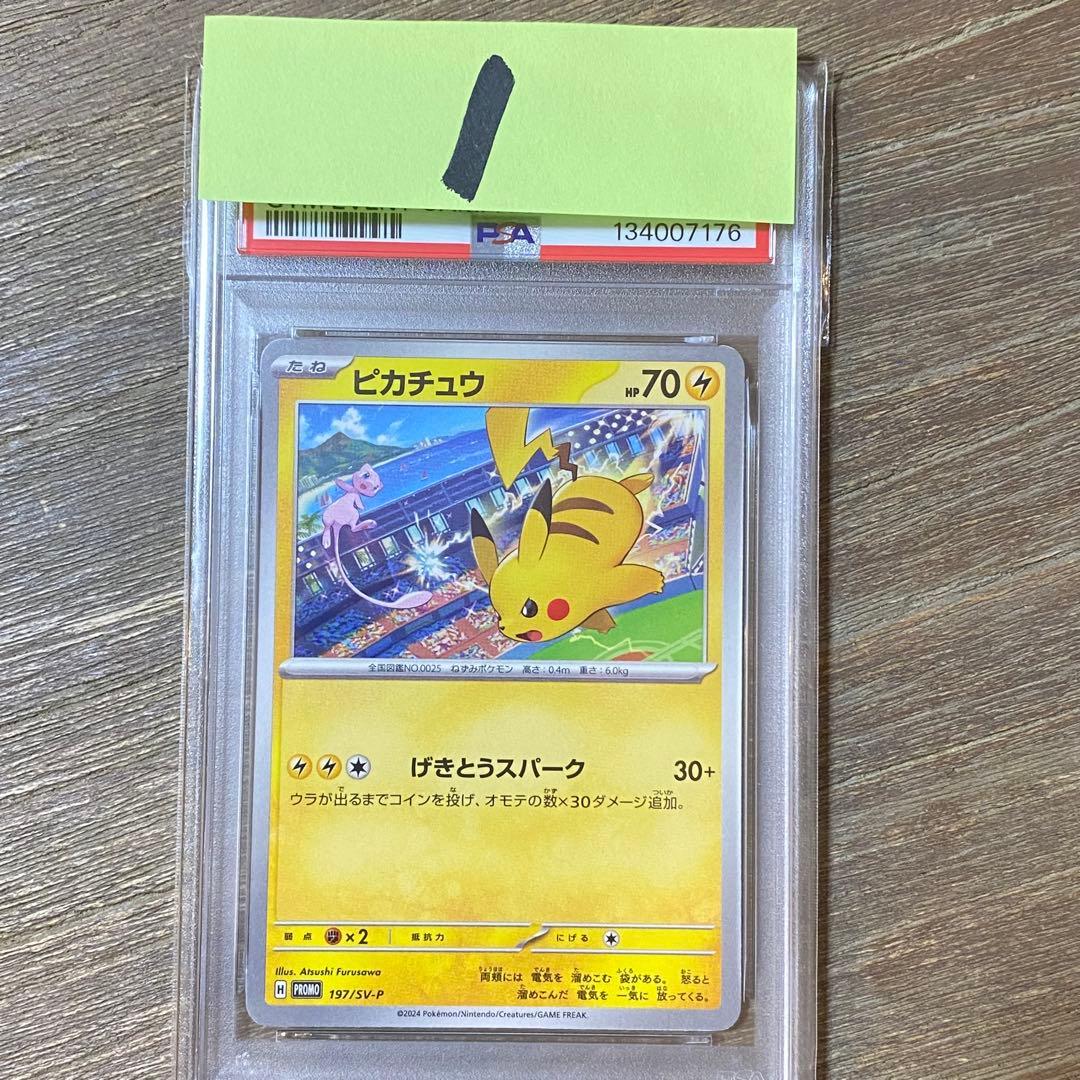 PSA
134007176
たね
ピカチュウ
HP70
全国図鑑NO.0025 ねずみポケモン 高さ:0.4m 重さ:6.0kg
げきとうスパーク 30+
ウラが出るまでコインを投げ、オモテの数×30ダメージ追加。
弱点 ×2 抵抗力 にげる
Illus. Atsushi Furusawa
両頬には 電気を 溜めこむ 袋がある。 怒ると
溜めこんだ 電気を 一気に 放ってくる。
H PROMO 197/SV-P
©2024 Pokémon/Nintendo/Creatures/GAME FREAK.